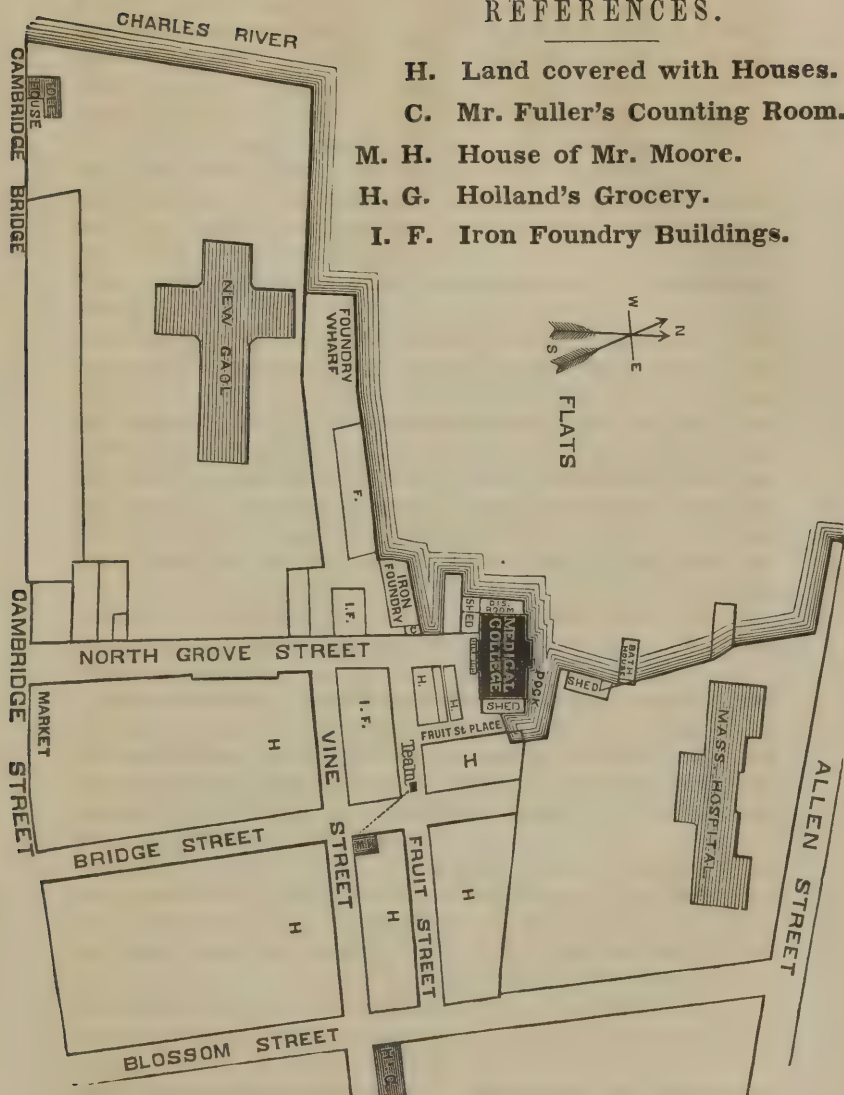 REFERENCES.
H. Land covered with Houses.
C. Mr. Fuller's Counting Room.
M. H. House of Mr. Moore.
H. G. Holland's Grocery.
I. F. Iron Foundry Buildings.
CHARLES RIVER
CAMBRIDGE BRIDGE
TOLL
HOUSE
NEW GAOL
FOUNDRY
WHARF
W
N
S
E
FLATS
F.
IRON
FOUNDRY
C
I.F.
SHED
DIS.
ROOM
MEDICAL
COLLEGE
SHED
DOCK
SHED
BATH
HOUSE
NORTH GROVE STREET
CAMBRIDGE STREET
MARKET
H
VINE STREET
I.F.
H.
H.
FRUIT St. PLACE
Team
H
MASS. HOSPITAL
ALLEN STREET
BRIDGE STREET
H
FRUIT STREET
H
H
BLOSSOM STREET
H.G.